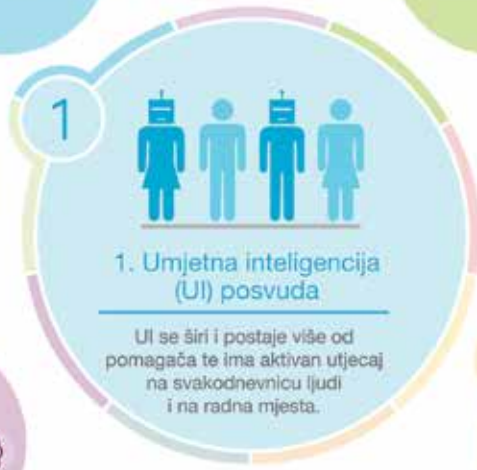 1
1. Umjetna inteligencija
(UI) posvuda
UI se širi i postaje više od
pomagača te ima aktivan utjecaj
na svakodnevnicu ljudi
i na radna mjesta.